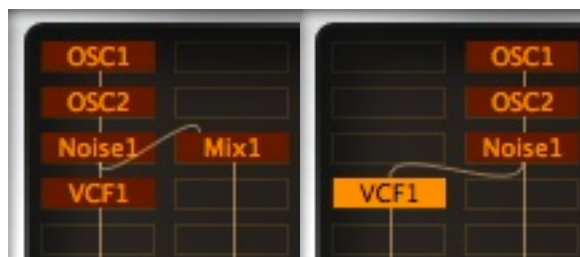 OSC1
OSC2
Noise1 Mix1
VCF1
OSC1
OSC2
Noise1
VCF1